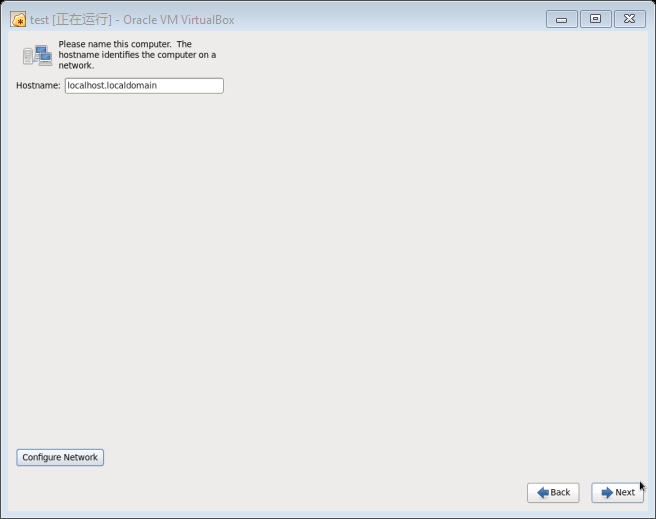 test [正在运行] - Oracle VM VirtualBox
Please name this computer. The
hostname identifies the computer on a
network.
Hostname: localhost.localdomain
Configure Network
Back Next